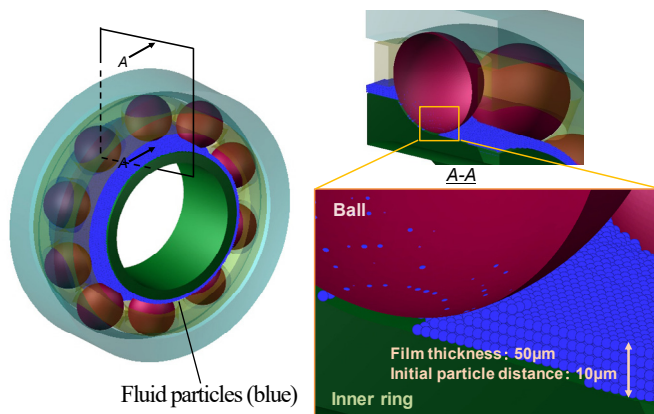 A
A
Fluid particles (blue)
A-A
Ball
Film thickness: 50μm
Initial particle distance: 10μm
Inner ring